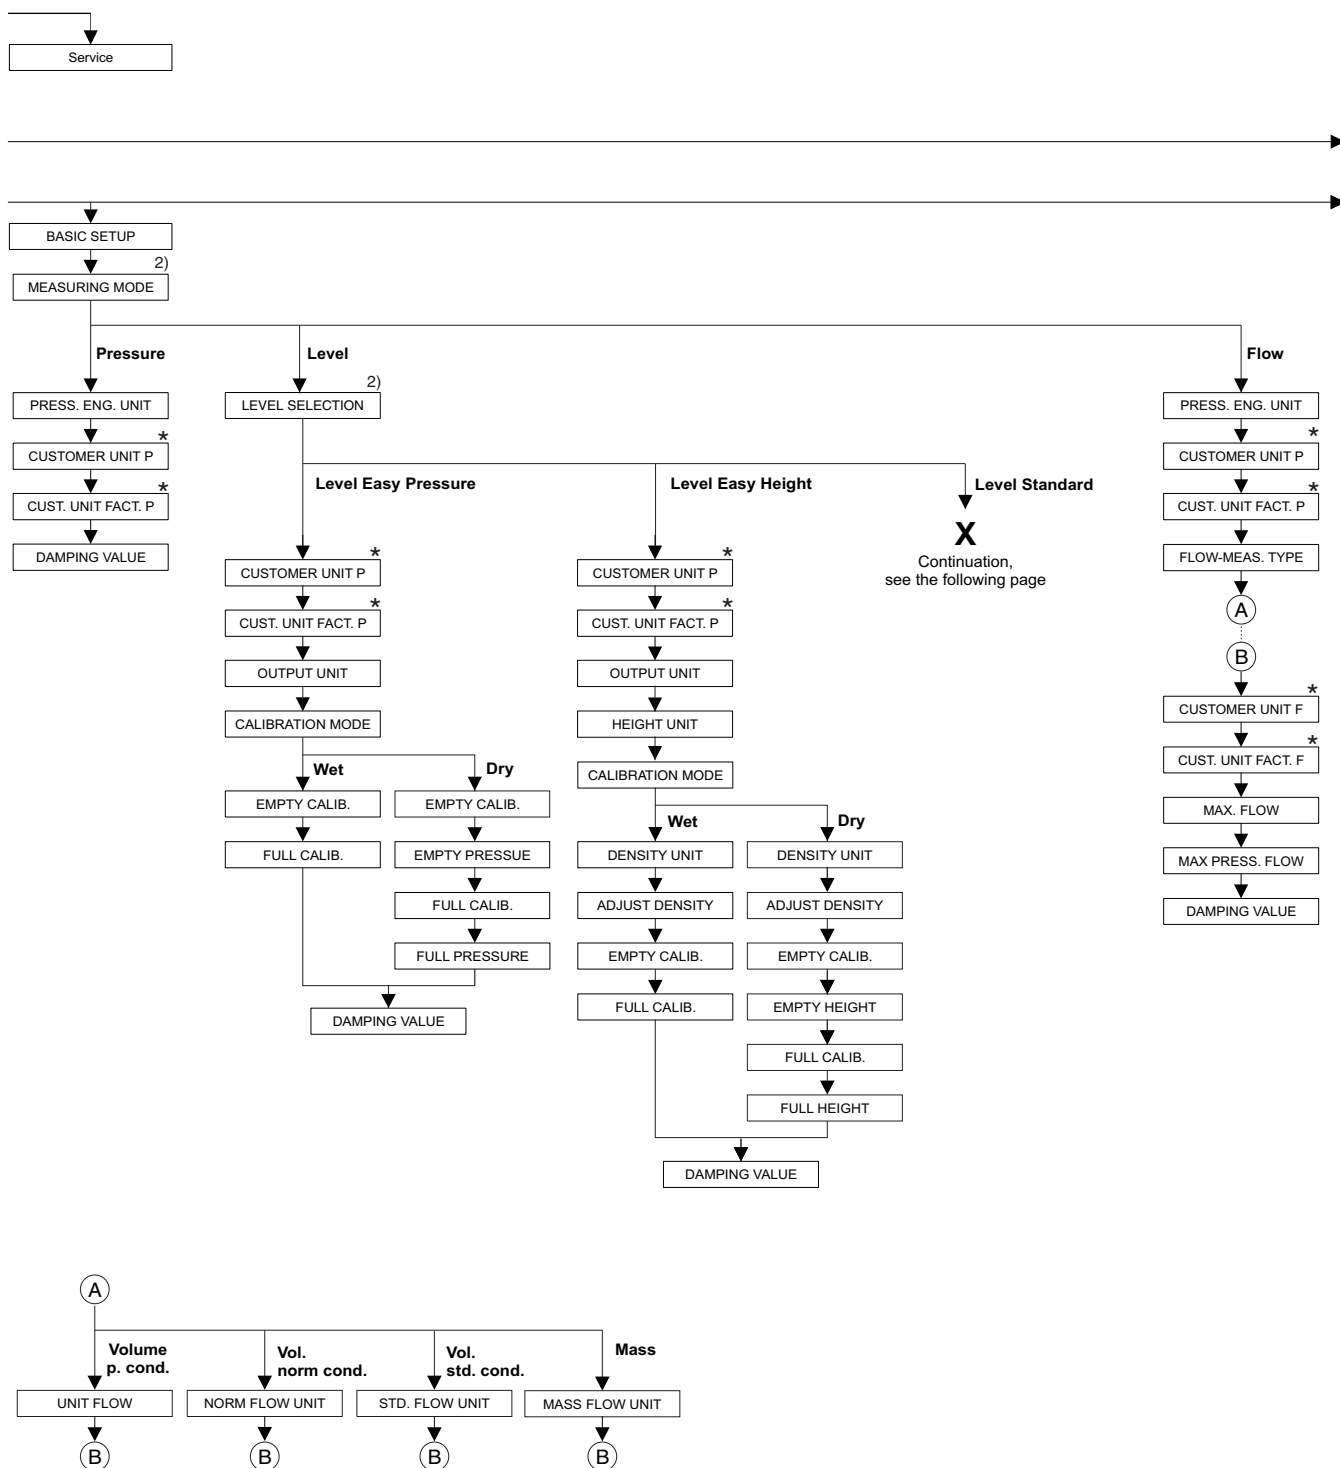 Service
BASIC SETUP
2)
MEASURING MODE
Pressure
Level
Flow
2)
PRESS. ENG. UNIT
LEVEL SELECTION
PRESS. ENG. UNIT
*
*
CUSTOMER UNIT P
CUSTOMER UNIT P
Level Easy Pressure
Level Easy Height
Level Standard
*
*
CUST. UNIT FACT. P
CUST. UNIT FACT. P
X
DAMPING VALUE
FLOW-MEAS. TYPE
*
*
Continuation,
see the following page
CUSTOMER UNIT P
CUSTOMER UNIT P
*
*
A
CUST. UNIT FACT. P
CUST. UNIT FACT. P
B
OUTPUT UNIT
OUTPUT UNIT
*
CUSTOMER UNIT F
CALIBRATION MODE
HEIGHT UNIT
*
CUST. UNIT FACT. F
Wet
Dry
CALIBRATION MODE
EMPTY CALIB.
EMPTY CALIB.
MAX. FLOW
Wet
Dry
FULL CALIB.
EMPTY PRESSUE
DENSITY UNIT
DENSITY UNIT
MAX PRESS. FLOW
FULL CALIB.
ADJUST DENSITY
ADJUST DENSITY
DAMPING VALUE
FULL PRESSURE
EMPTY CALIB.
EMPTY CALIB.
FULL CALIB.
EMPTY HEIGHT
DAMPING VALUE
FULL CALIB.
FULL HEIGHT
DAMPING VALUE
A
Volume
p. cond.
Vol.
norm cond.
Vol.
std. cond.
Mass
UNIT FLOW
NORM FLOW UNIT
STD. FLOW UNIT
MASS FLOW UNIT
B
B
B
B